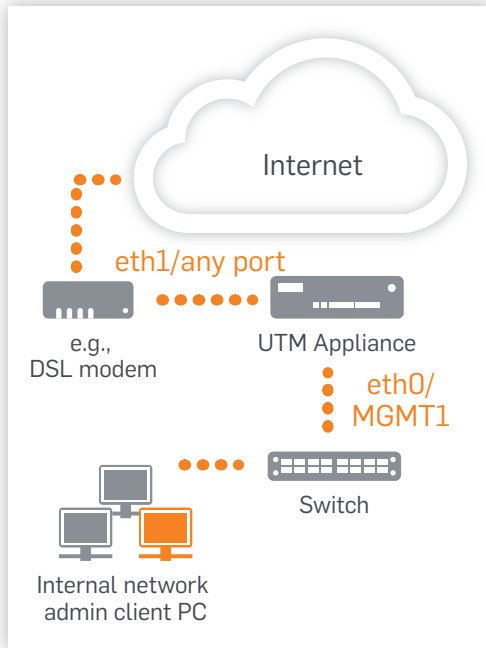 Internet
eth1/any port
e.g.,
DSL modem
UTM Appliance
eth0/
MGMT1
Switch
Internal network
admin client PC